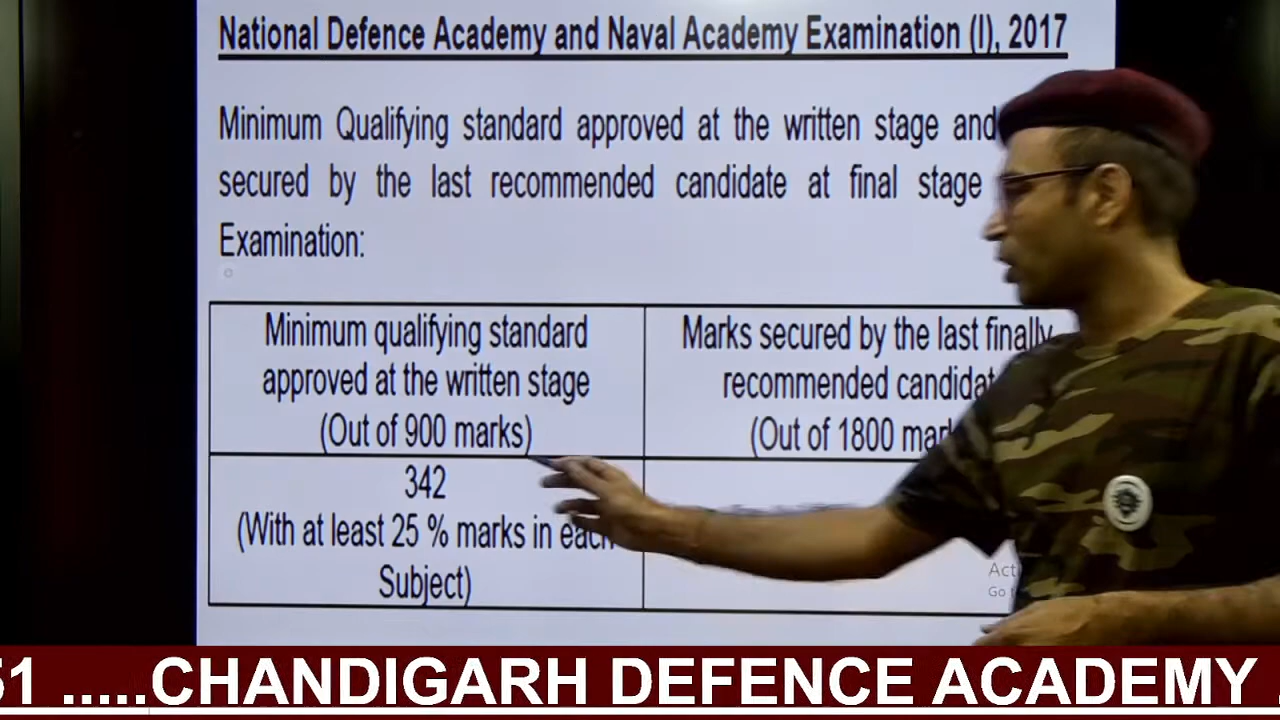 National Defence Academy and Naval Academy Examination (I), 2017
Minimum Qualifying standard approved at the written stage and
secured by the last recommended candidate at final stage
Examination:
Minimum qualifying standard
approved at the written stage
(Out of 900 marks)
Marks secured by the last finally
recommended
(Out of 1800
342
(With at least 25 % marks in each
Subject)
51 .....CHANDIGARH DEFENCE ACADEMY